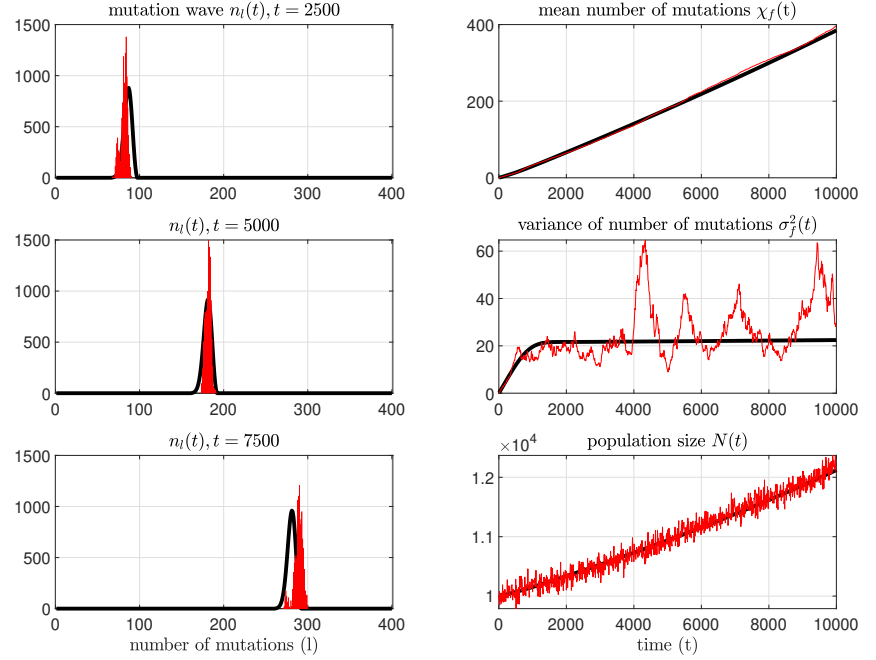 mutation wave n_l(t), t = 2500
1500
1000
500
0
0 100 200 300 400
n_l(t), t = 5000
1500
1000
500
0
0 100 200 300 400
n_l(t), t = 7500
1500
1000
500
0
0 100 200 300 400
number of mutations (l)
mean number of mutations χ_f(t)
400
200
0
0 2000 4000 6000 8000 10000
variance of number of mutations σ_f^2(t)
60
40
20
0
0 2000 4000 6000 8000 10000
×10^4 population size N(t)
1.2
1.1
1
0 2000 4000 6000 8000 10000
time (t)